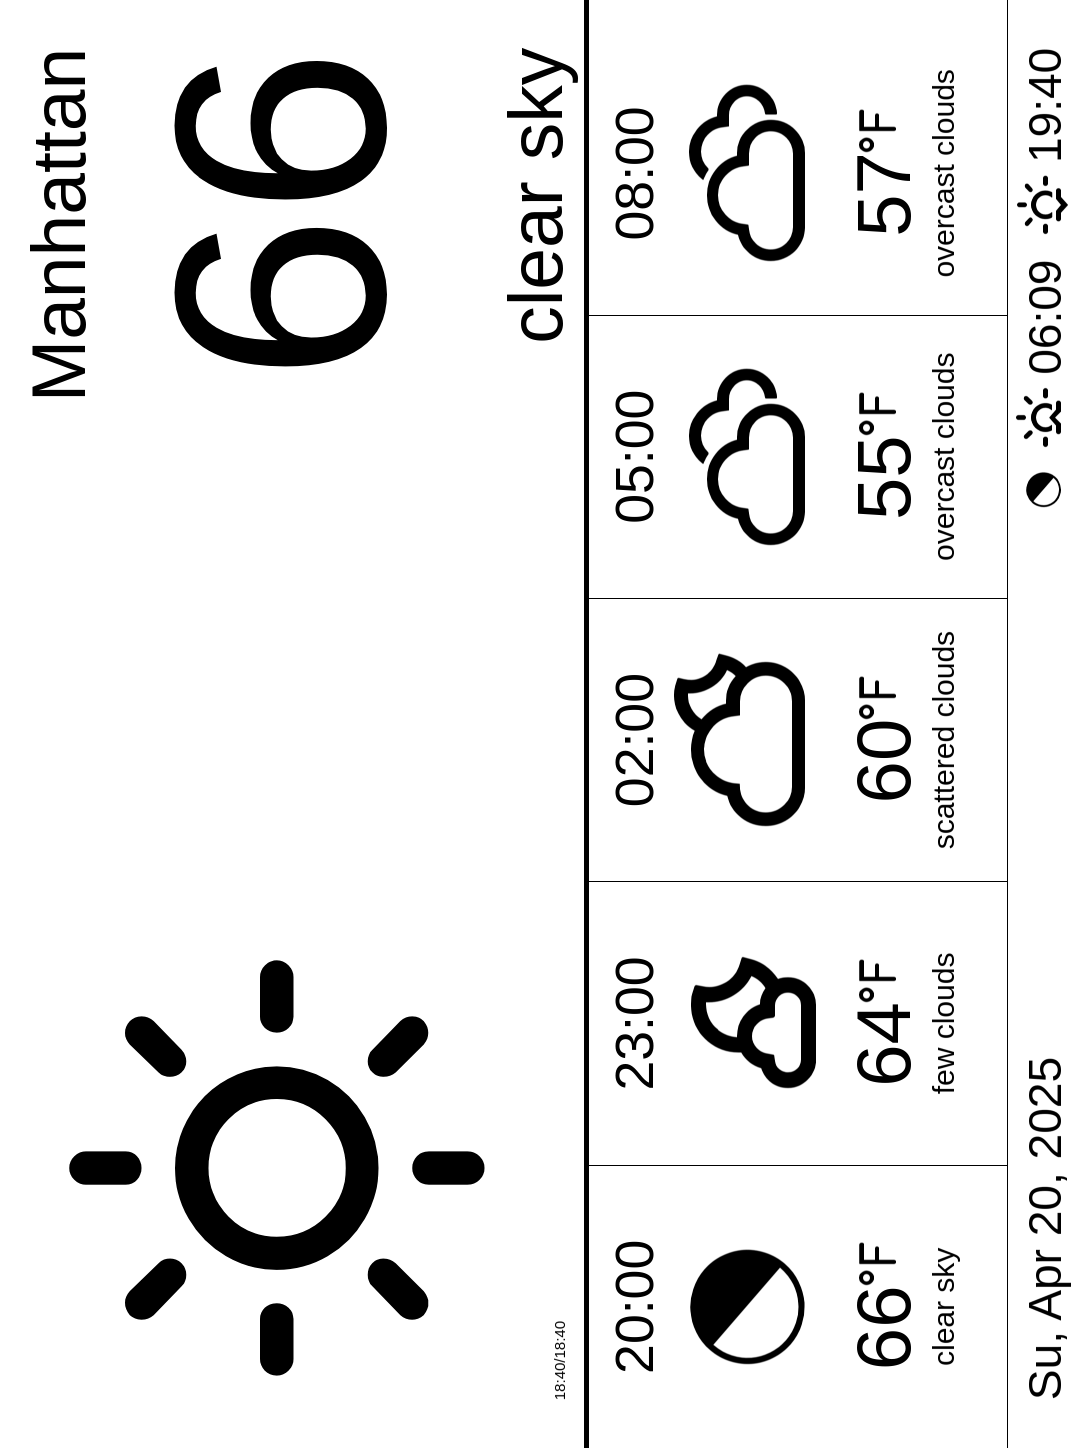 Manhattan
66
clear sky
18:40/18:40
20:00
66°F
clear sky
23:00
64°F
few clouds
02:00
60°F
scattered clouds
05:00
55°F
overcast clouds
08:00
57°F
overcast clouds
Su, Apr 20, 2025
06:09
19:40